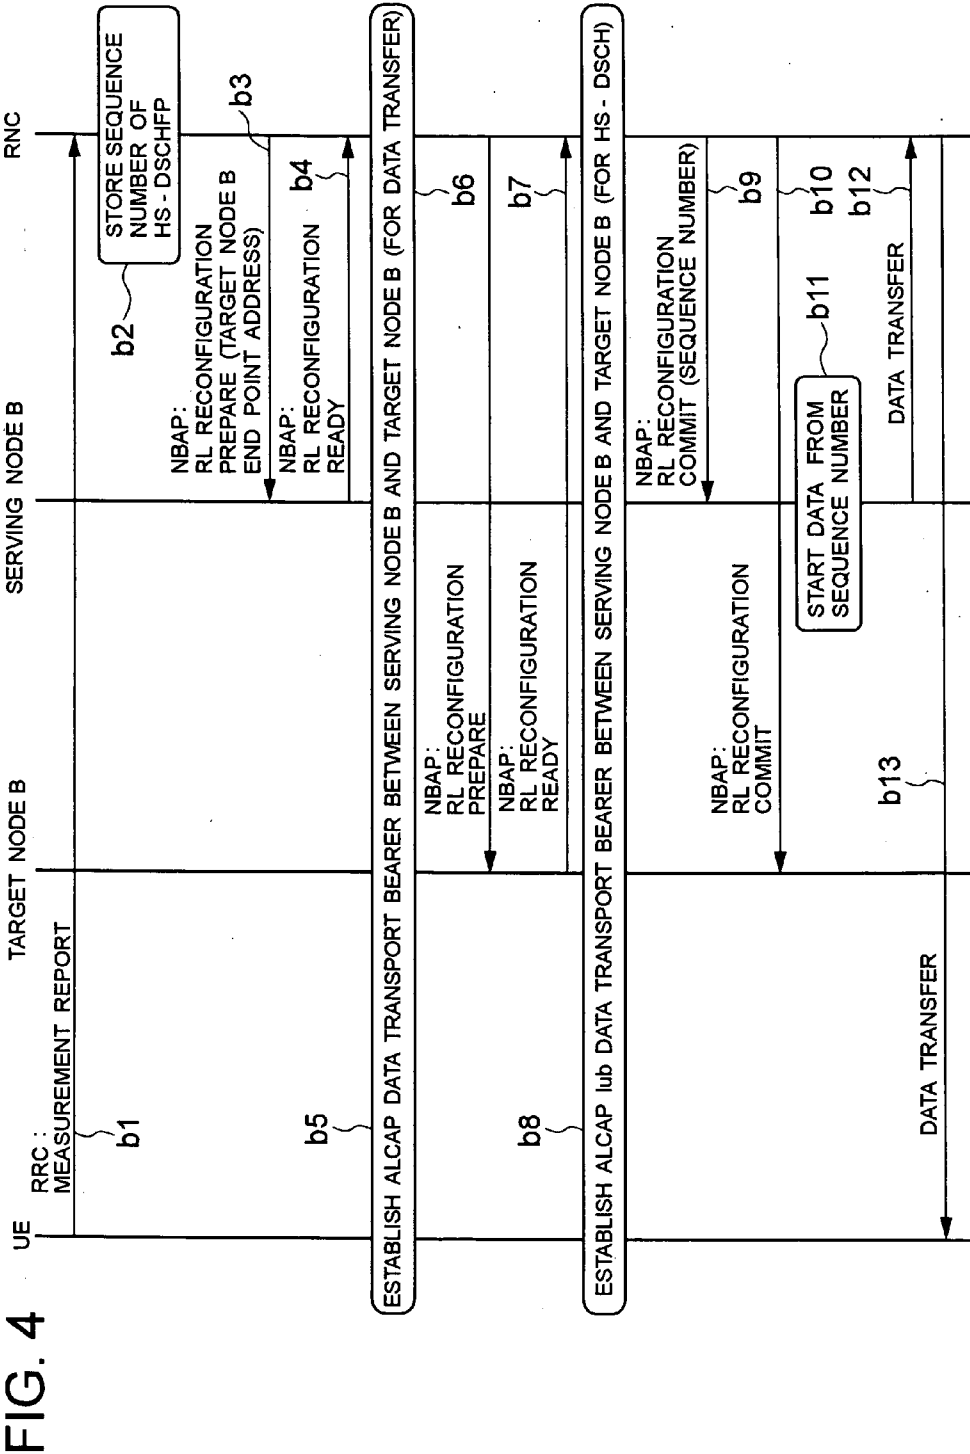 FIG. 4
UE
TARGET NODE B
SERVING NODE B
RNC
RRC :
MEASUREMENT REPORT
b1
STORE SEQUENCE
NUMBER OF
HS - DSCHFP
b2
NBAP:
RL RECONFIGURATION
PREPARE (TARGET NODE B
END POINT ADDRESS)
b3
NBAP:
RL RECONFIGURATION
READY
b4
b5
ESTABLISH ALCAP DATA TRANSPORT BEARER BETWEEN SERVING NODE B AND TARGET NODE B (FOR DATA TRANSFER)
NBAP:
RL RECONFIGURATION
PREPARE
b6
NBAP:
RL RECONFIGURATION
READY
b7
b8
ESTABLISH ALCAP lub DATA TRANSPORT BEARER BETWEEN SERVING NODE B AND TARGET NODE B (FOR HS - DSCH)
NBAP:
RL RECONFIGURATION
COMMIT (SEQUENCE NUMBER)
b9
NBAP:
RL RECONFIGURATION
COMMIT
b10
START DATA FROM
SEQUENCE NUMBER
b11
DATA TRANSFER
b12
DATA TRANSFER
b13